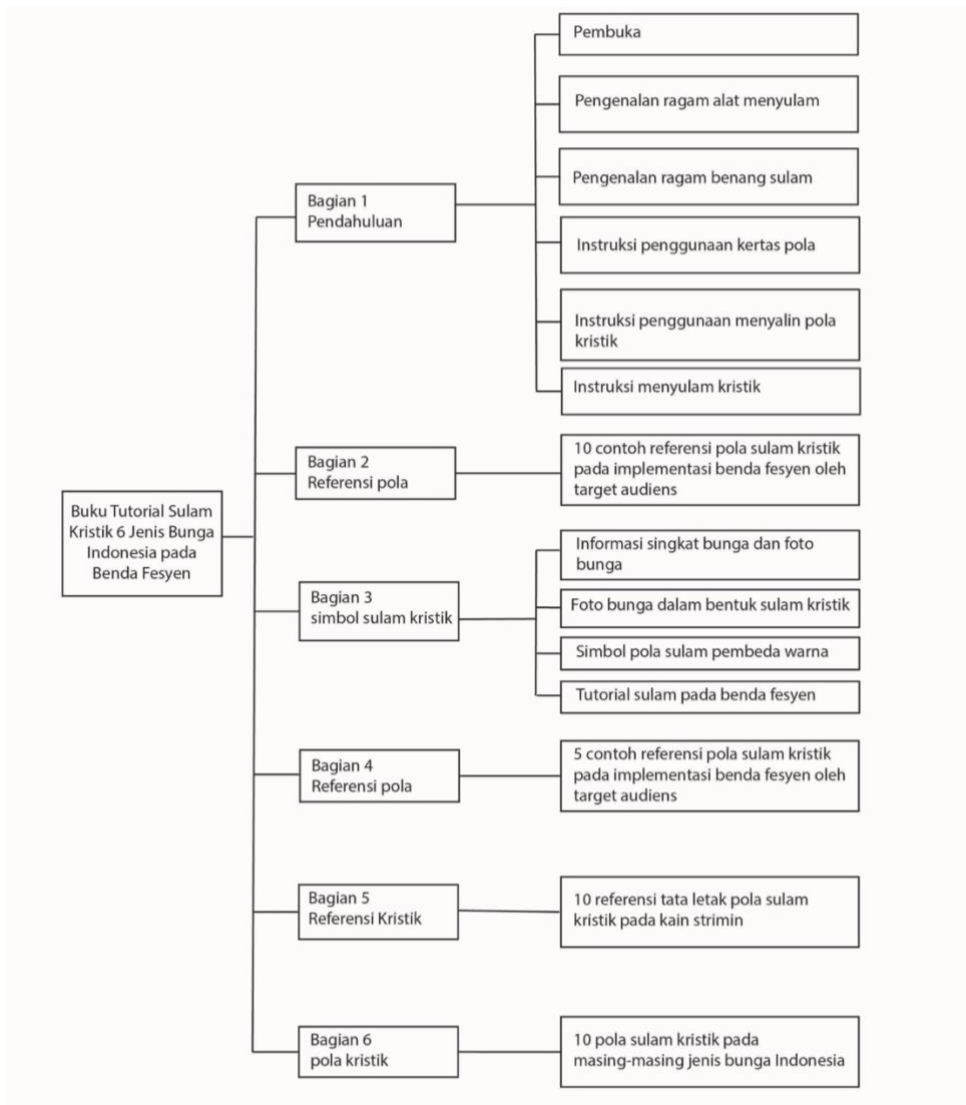 Buku Tutorial Sulam
Kristik 6 Jenis Bunga
Indonesia pada
Benda Fesyen
Bagian 1
Pendahuluan
Pembuka
Pengenalan ragam alat menyulam
Pengenalan ragam benang sulam
Instruksi penggunaan kertas pola
Instruksi penggunaan menyalin pola
kristik
Instruksi menyulam kristik
Bagian 2
Referensi pola
10 contoh referensi pola sulam kristik
pada implementasi benda fesyen oleh
target audiens
Bagian 3
simbol sulam kristik
Informasi singkat bunga dan foto
bunga
Foto bunga dalam bentuk sulam kristik
Simbol pola sulam pembeda warna
Tutorial sulam pada benda fesyen
Bagian 4
Referensi pola
5 contoh referensi pola sulam kristik
pada implementasi benda fesyen oleh
target audiens
Bagian 5
Referensi Kristik
10 referensi tata letak pola sulam
kristik pada kain strimin
Bagian 6
pola kristik
10 pola sulam kristik pada
masing-masing jenis bunga Indonesia